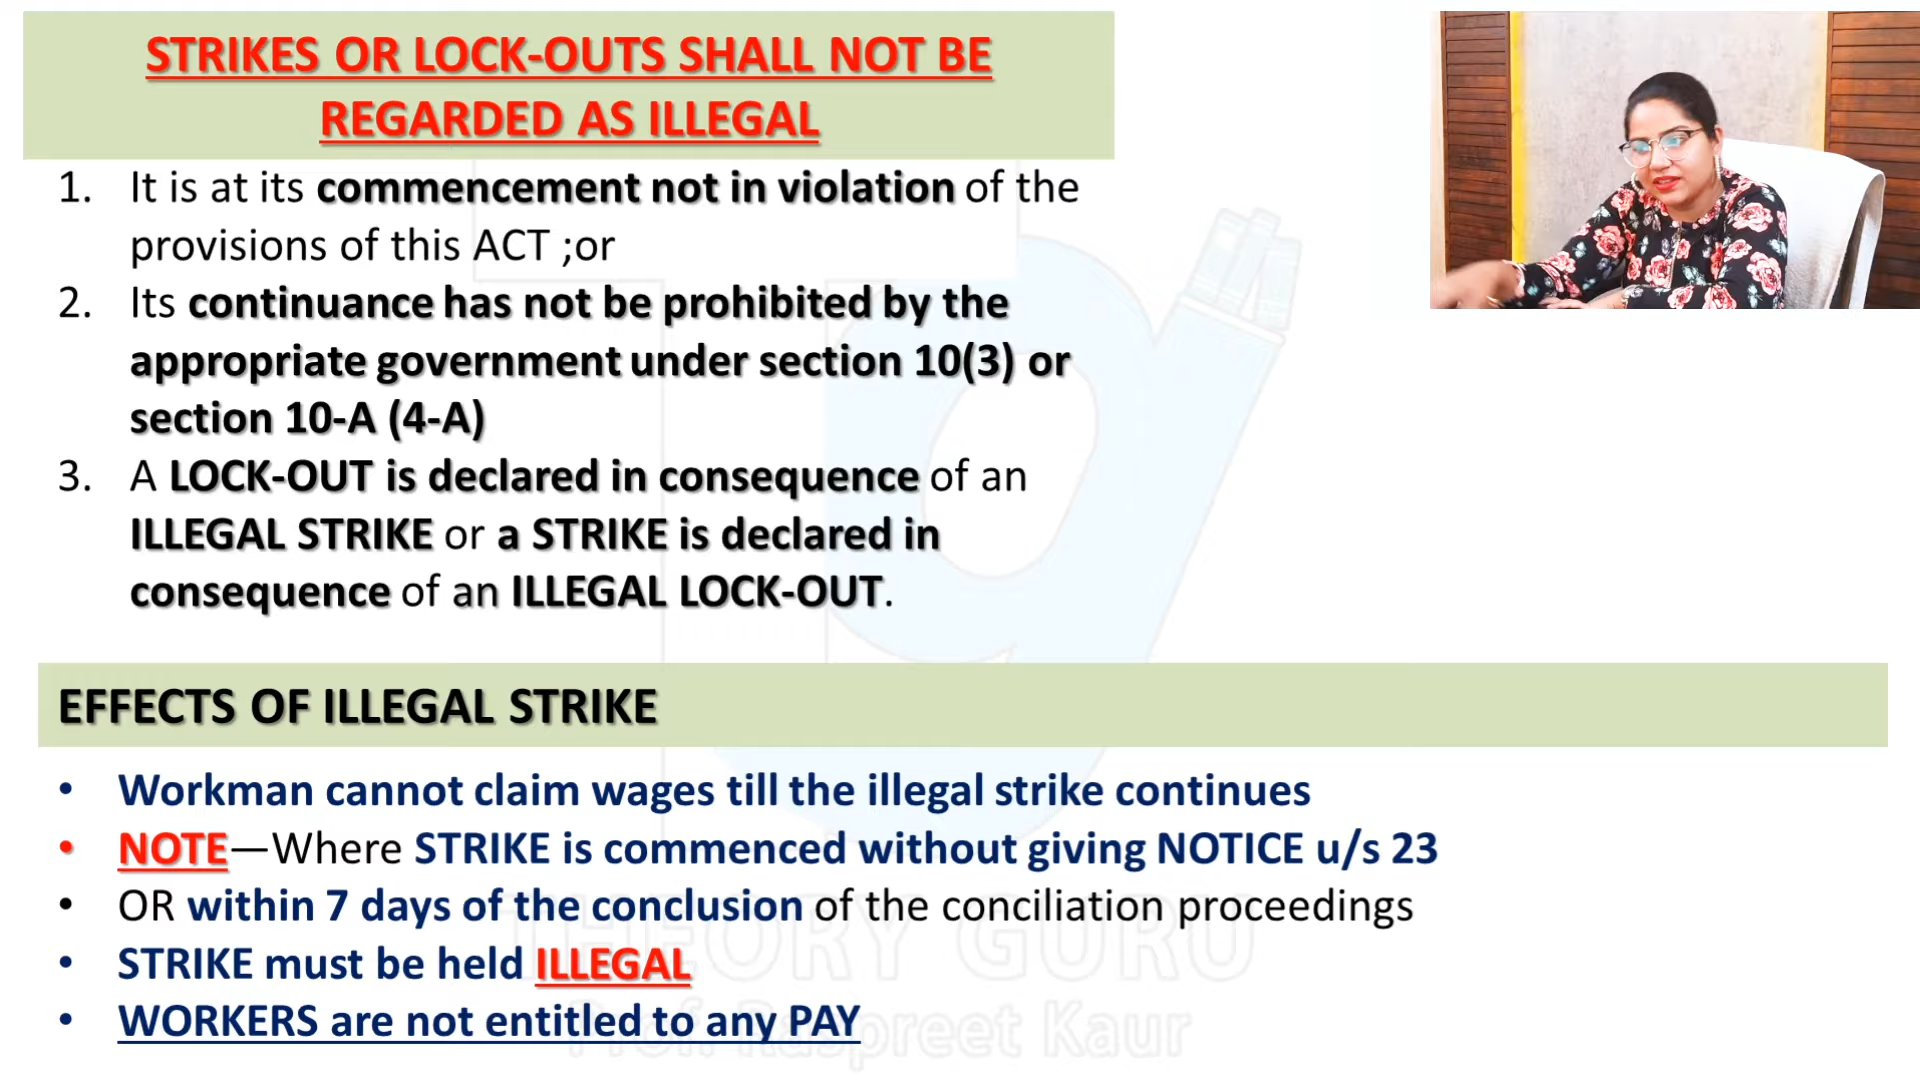 STRIKES OR LOCK-OUTS SHALL NOT BE
REGARDED AS ILLEGAL
1. It is at its commencement not in violation of the
provisions of this ACT ;or
2. Its continuance has not be prohibited by the
appropriate government under section 10(3) or
section 10-A (4-A)
3. A LOCK-OUT is declared in consequence of an
ILLEGAL STRIKE or a STRIKE is declared in
consequence of an ILLEGAL LOCK-OUT.
EFFECTS OF ILLEGAL STRIKE
• Workman cannot claim wages till the illegal strike continues
• NOTE—Where STRIKE is commenced without giving NOTICE u/s 23
• OR within 7 days of the conclusion of the conciliation proceedings
• STRIKE must be held ILLEGAL
• WORKERS are not entitled to any PAY
THEORY GURU
Prof. Raspreet Kaur